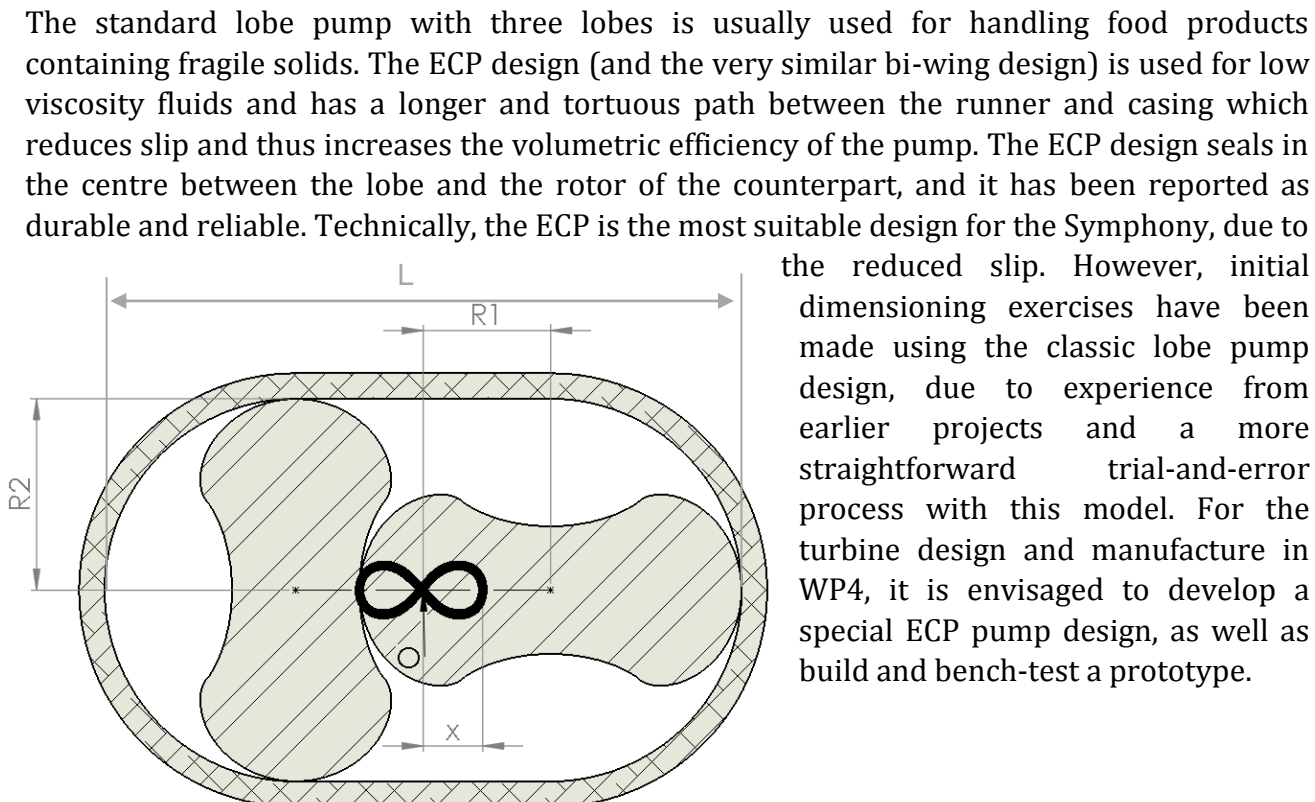 The standard lobe pump with three lobes is usually used for handling food products
containing fragile solids. The ECP design (and the very similar bi-wing design) is used for low
viscosity fluids and has a longer and tortuous path between the runner and casing which
reduces slip and thus increases the volumetric efficiency of the pump. The ECP design seals in
the centre between the lobe and the rotor of the counterpart, and it has been reported as
durable and reliable. Technically, the ECP is the most suitable design for the Symphony, due to
the reduced slip. However, initial
dimensioning exercises have been
made using the classic lobe pump
design, due to experience from
earlier projects and a more
straightforward trial-and-error
process with this model. For the
turbine design and manufacture in
WP4, it is envisaged to develop a
special ECP pump design, as well as
build and bench-test a prototype.
L
R1
R2
O
x